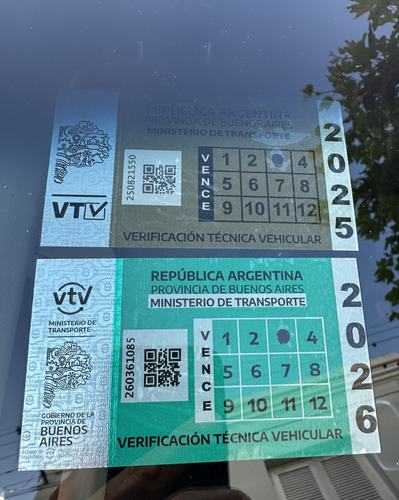 REPÚBLICA ARGENTINA
PROVINCIA DE BUENOS AIRES
MINISTERIO DE TRANSPORTE
250821550
VENCE
1 2 4
5 6 7 8
9 10 11 12
2025
VTV
VERIFICACIÓN TÉCNICA VEHICULAR
vtv
MINISTERIO DE
TRANSPORTE
GOBIERNO DE LA
PROVINCIA DE
BUENOS
AIRES
REPÚBLICA ARGENTINA
PROVINCIA DE BUENOS AIRES
MINISTERIO DE TRANSPORTE
260361085
VENCE
1 2 4
5 6 7 8
9 10 11 12
2026
VERIFICACIÓN TÉCNICA VEHICULAR